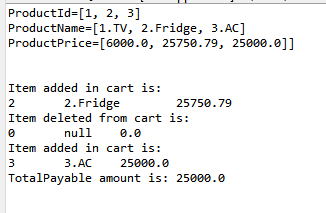 ProductId=[1, 2, 3]
ProductName=[1.TV, 2.Fridge, 3.AC]
ProductPrice=[6000.0, 25750.79, 25000.0]]
Item added in cart is:
2 2.Fridge 25750.79
Item deleted from cart is:
0 null 0.0
Item added in cart is:
3 3.AC 25000.0
TotalPayable amount is: 25000.0